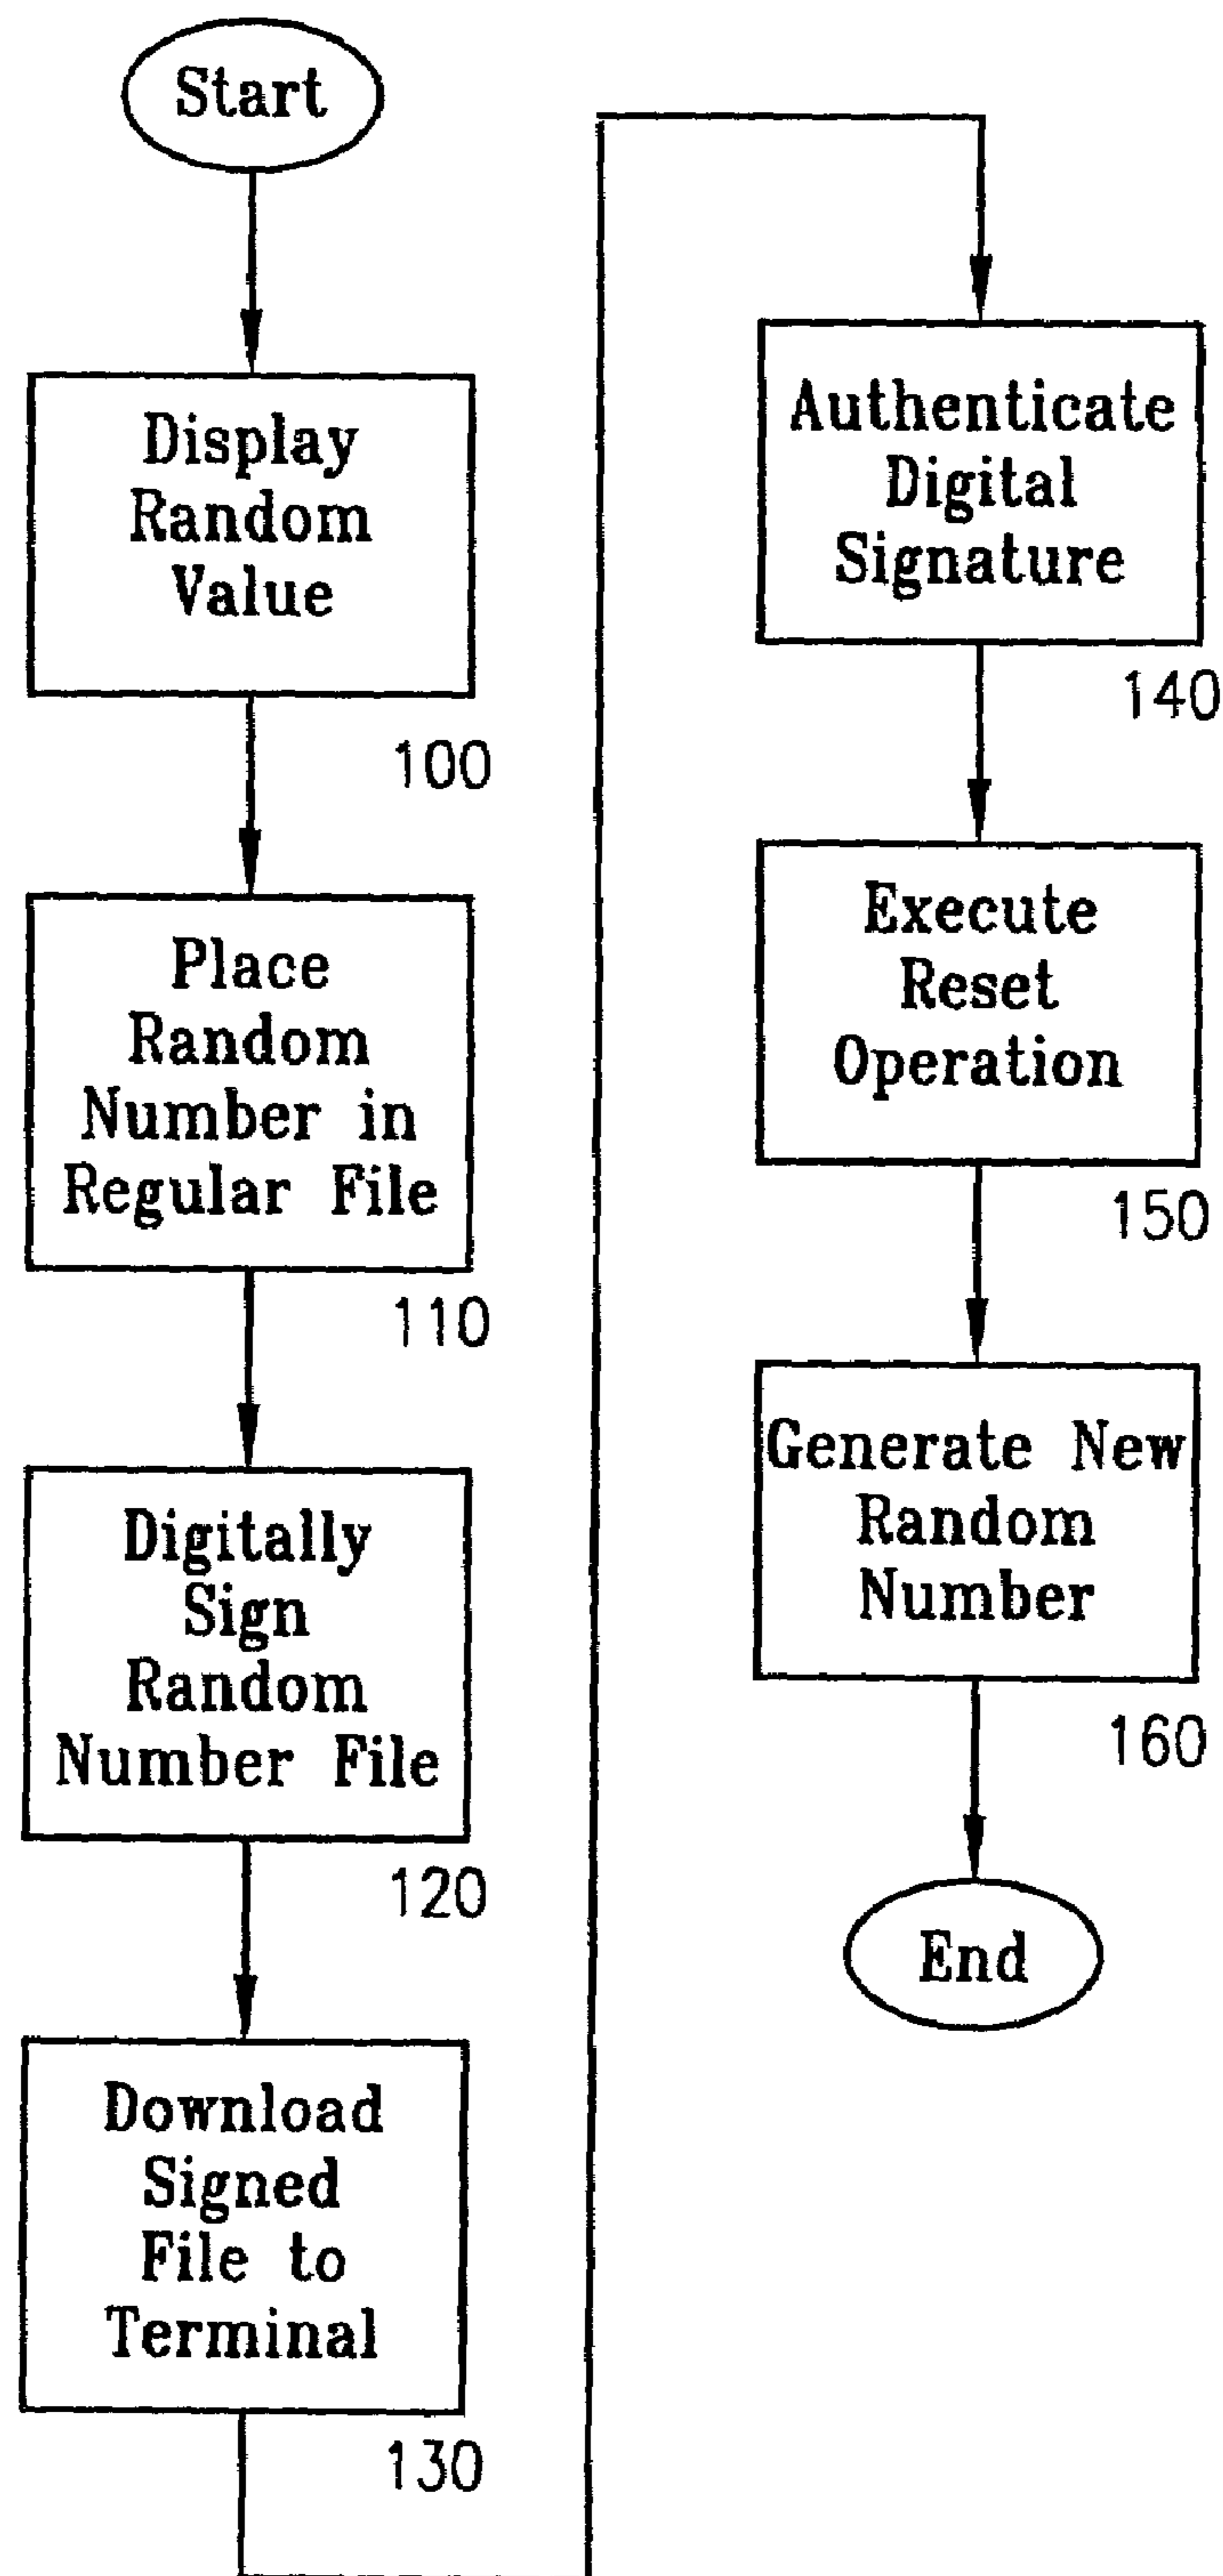 Start
Display
Random
Value
100
Place
Random
Number in
Regular File
110
Digitally
Sign
Random
Number File
120
Download
Signed
File to
Terminal
130
Authenticate
Digital
Signature
140
Execute
Reset
Operation
150
Generate New
Random
Number
160
End